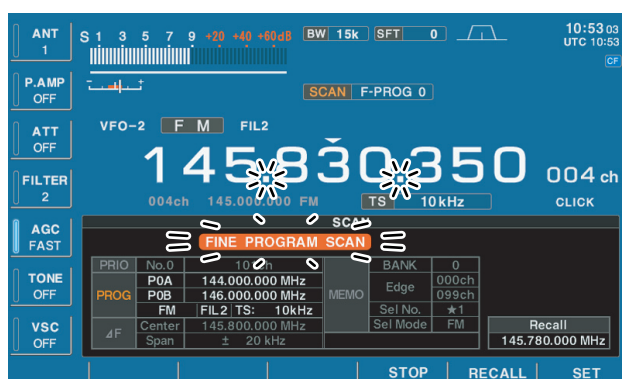 ANT
1
S 1 3 5 7 9 +20 +40 +60dB
BW 15k SFT 0
10:53 03
UTC 10:53
CF
P.AMP
OFF
- +
SCAN F-PROG 0
ATT
OFF
VFO-2 FM FIL2
145.830.350
004 ch
FILTER
2
004ch 145.000.000 FM
TS 10kHz
CLICK
AGC
FAST
SCAN
FINE PROGRAM SCAN
PRIO No.0 10ch BANK 0
PROG P0A 144.000.000 MHz MEMO Edge 000ch
P0B 146.000.000 MHz 099ch
FM FIL2 TS: 10kHz Sel No. ★1
⊿F Center 145.800.000 MHz Sel Mode FM
Span ± 20 kHz
Recall
145.780.000 MHz
TONE
OFF
VSC
OFF
STOP RECALL SET